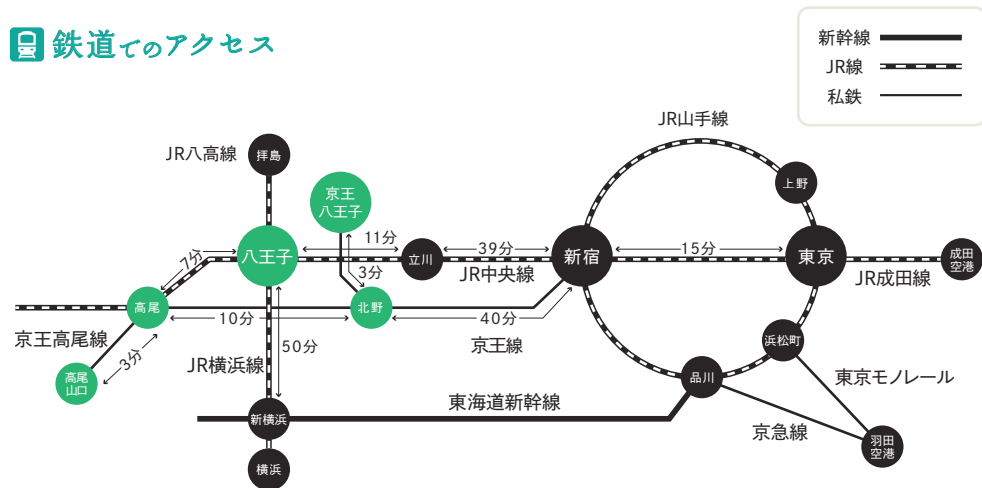 鉄道でのアクセス
新幹線
JR線
私鉄
JR山手線
JR八高線
拝島
上野
京王
八王子
八王子
11分
立川
39分
新宿
15分
東京
成田
空港
7分
3分
JR中央線
JR成田線
高尾
北野
10分
40分
京王高尾線
京王線
浜松町
3分
JR横浜線
50分
高尾
山口
品川
東京モノレール
東海道新幹線
新横浜
京急線
羽田
空港
横浜